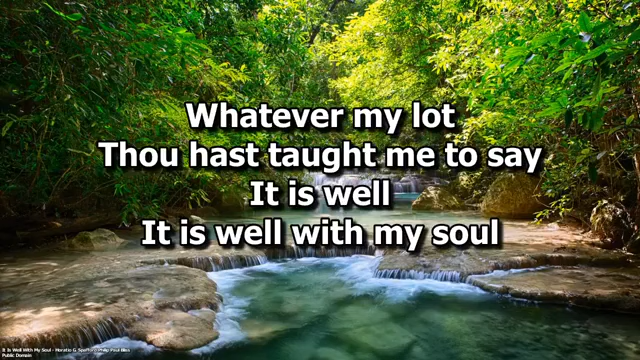 Whatever my lot
Thou hast taught me to say
It is well
It is well with my soul
It Is Well With My Soul - Horatio G. Spafford Philip Paul Bliss
Public Domain